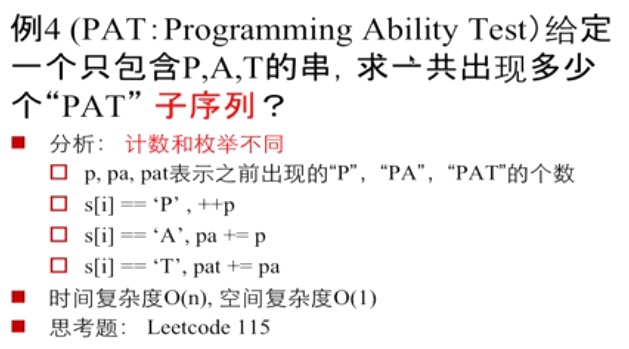 例4 (PAT:Programming Ability Test)给定
一个只包含P,A,T的串，求一共出现多少
个“PAT” 子序列？
分析： 计数和枚举不同
p, pa, pat表示之前出现的“P”，“PA”，“PAT”的个数
s[i] == ‘P’ , ++p
s[i] == ‘A’, pa += p
s[i] == ‘T’, pat += pa
时间复杂度O(n), 空间复杂度O(1)
思考题： Leetcode 115